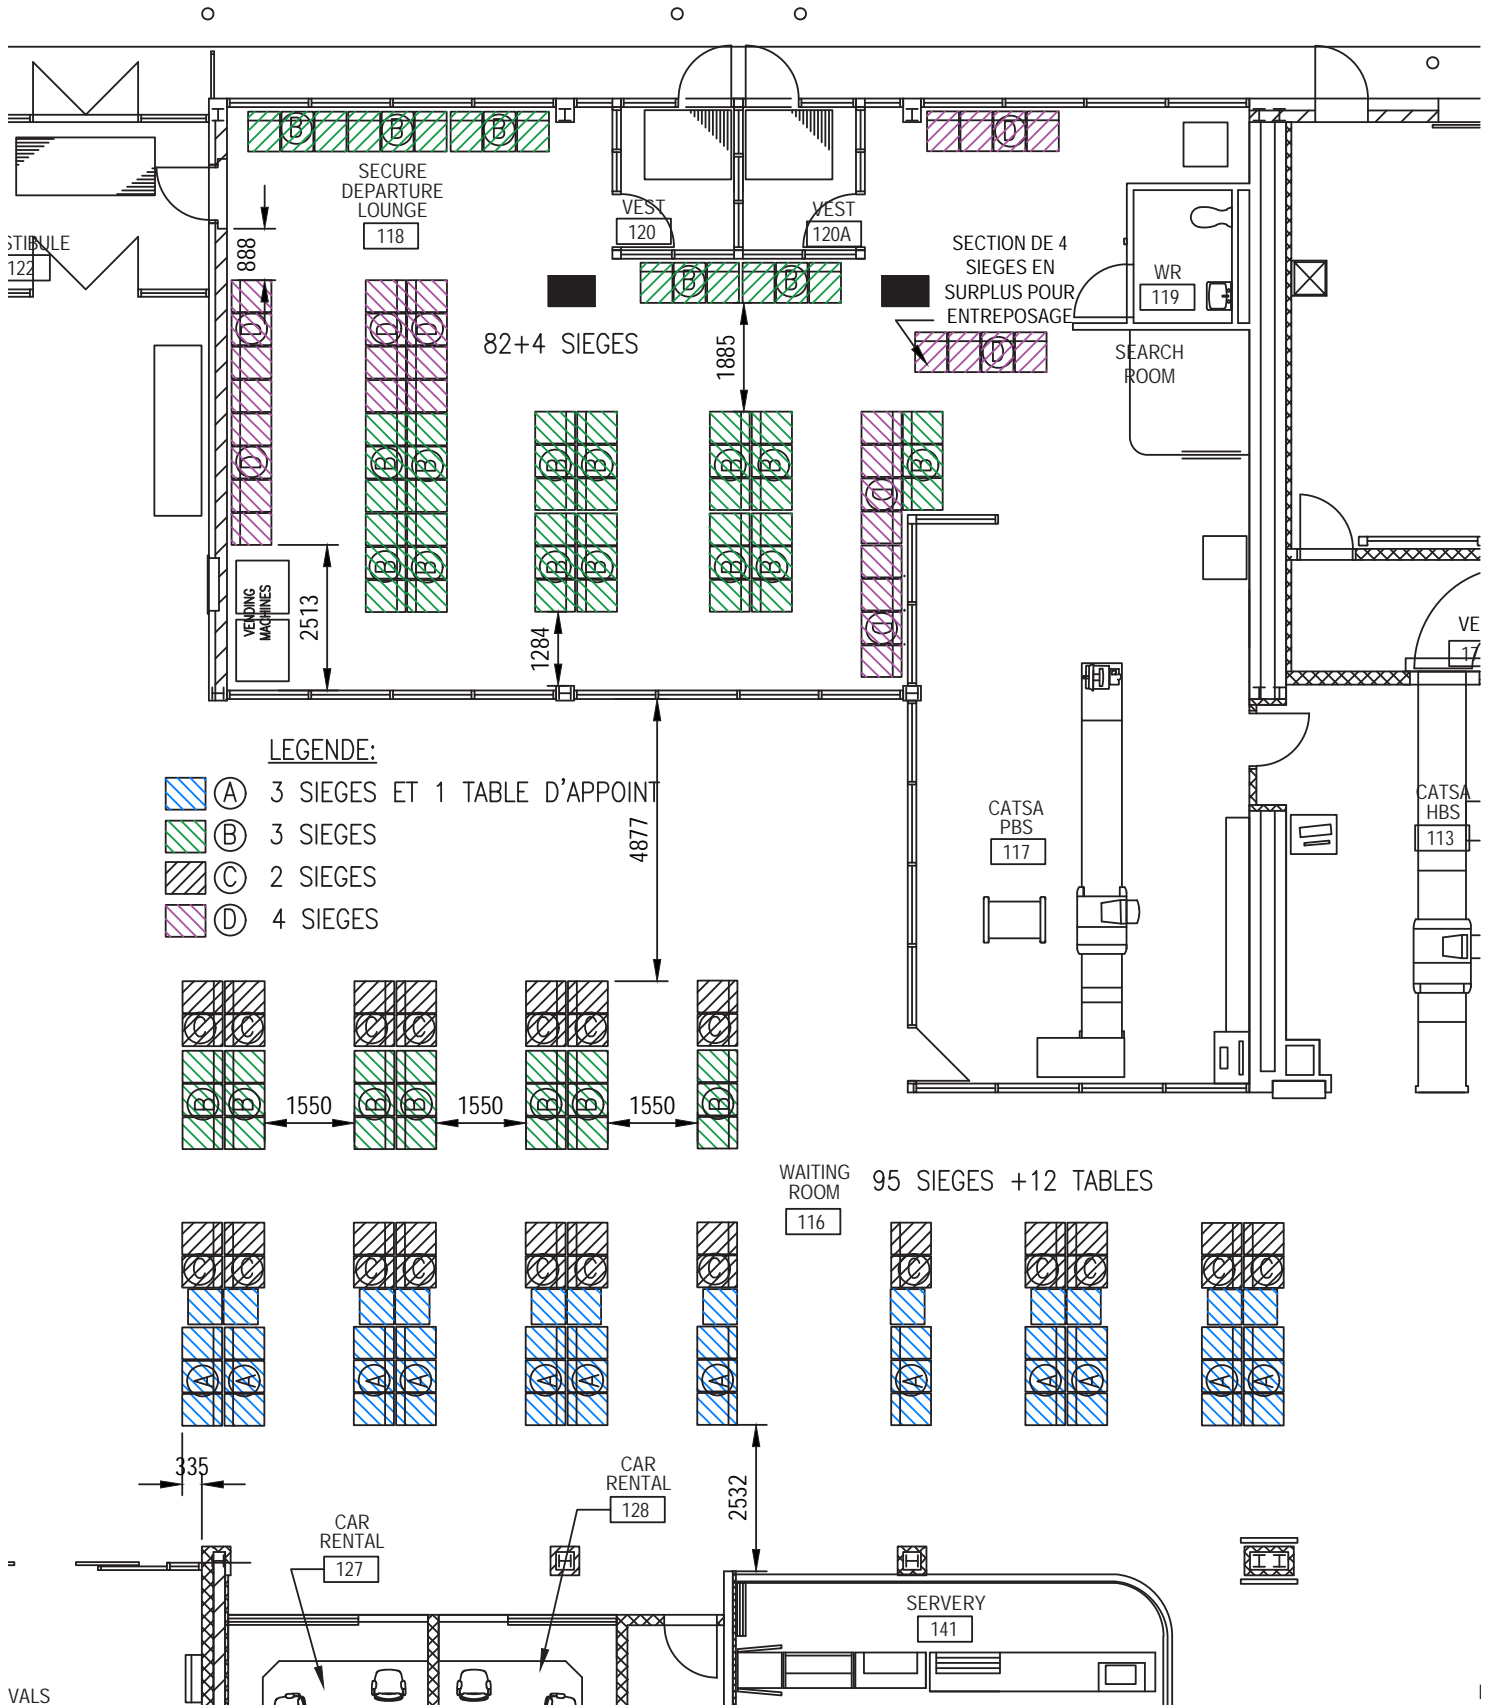 B B B D
SECURE
DEPARTURE
LOUNGE
118
VEST
120
VEST
120A
STIBULE
122
888
SECTION DE 4
SIEGES EN
SURPLUS POUR
ENTREPOSAGE
WR
119
B B
D D D
82+4 SIEGES
1885
D
SEARCH
ROOM
D B B B B B B B
D
B B B B B B
D
VENDING
MACHINES
2513
1284
VE
17
LEGENDE:
A 3 SIEGES ET 1 TABLE D'APPOINT
B 3 SIEGES
C 2 SIEGES
D 4 SIEGES
4877
CATSA
PBS
117
CATSA
HBS
113
C C C C C C C
B B B B B B B
1550 1550 1550
WAITING
ROOM
116
95 SIEGES +12 TABLES
C C C C C C C C C C C C
A A A A A A A A A A A A
335
CAR
RENTAL
128
2532
CAR
RENTAL
127
SERVERY
141
VALS